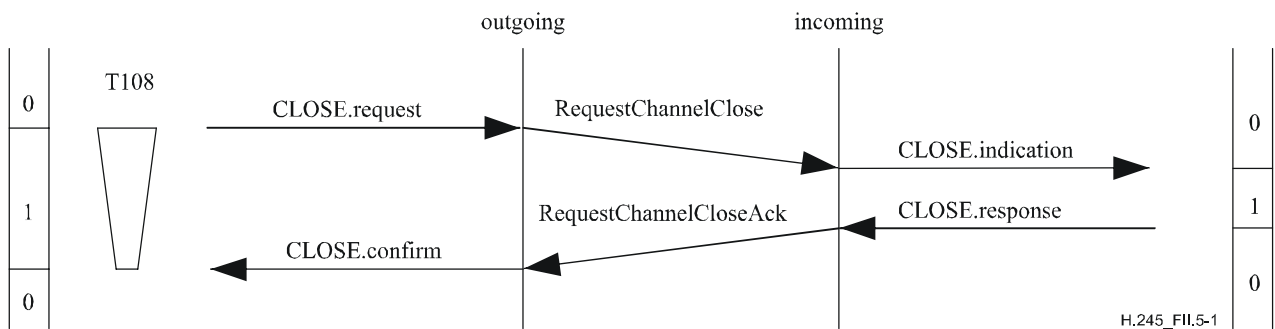 outgoing
incoming
T108
0
CLOSE.request
RequestChannelClose
0
CLOSE.indication
1
RequestChannelCloseAck
CLOSE.response
1
CLOSE.confirm
0
0
H.245_FII.5-1